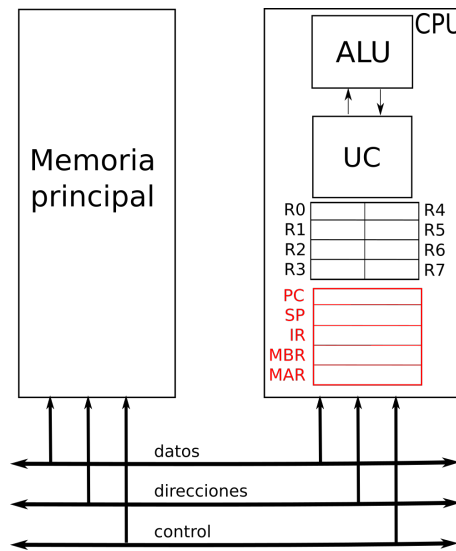 CPU
ALU
UC
Memoria
principal
R0 R4
R1 R5
R2 R6
R3 R7
PC
SP
IR
MBR
MAR
datos
direcciones
control